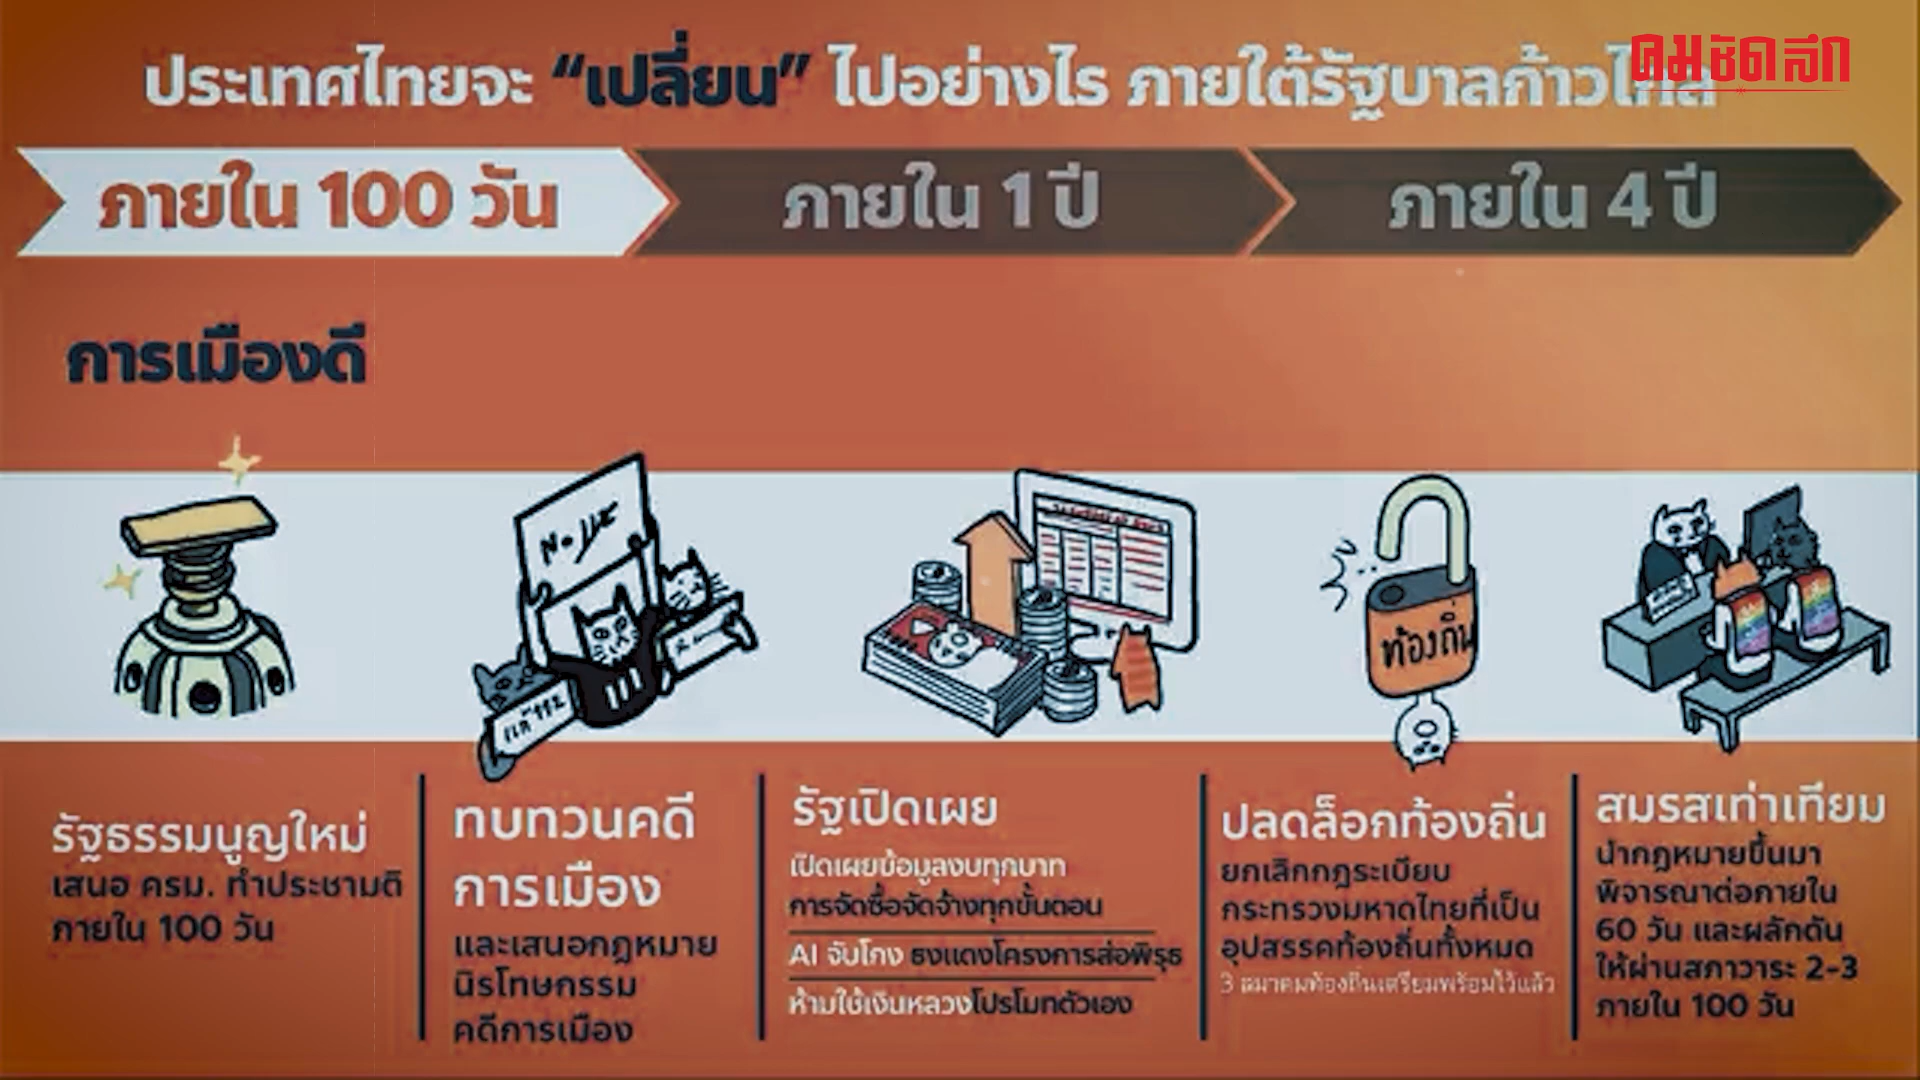 ประเทศไทยจะ “เปลี่ยน” ไปอย่างไร ภายใต้รัฐบาลก้าวไกล
คมชัดลึก
ภายใน 100 วัน
ภายใน 1 ปี
ภายใน 4 ปี
การเมืองดี
ท้องถิ่น
รัฐธรรมนูญใหม่
เสนอ ครม. ทำประชามติ
ภายใน 100 วัน
ทบทวนคดี
การเมือง
และเสนอกฎหมาย
นิรโทษกรรม
คดีการเมือง
รัฐเปิดเผย
เปิดเผยข้อมูลงบทุกบาท
การจัดซื้อจัดจ้างทุกขั้นตอน
AI จับโกง ธงแดงโครงการส่อพิรุธ
ห้ามใช้เงินหลวงโปรโมทตัวเอง
ปลดล็อกท้องถิ่น
ยกเลิกกฎระเบียบ
กระทรวงมหาดไทยที่เป็น
อุปสรรคท้องถิ่นทั้งหมด
3 สมาคมท้องถิ่นเตรียมพร้อมไว้แล้ว
สมรสเท่าเทียม
นำกฎหมายขึ้นมา
พิจารณาต่อภายใน
60 วัน และผลักดัน
ให้ผ่านสภาวาระ 2-3
ภายใน 100 วัน